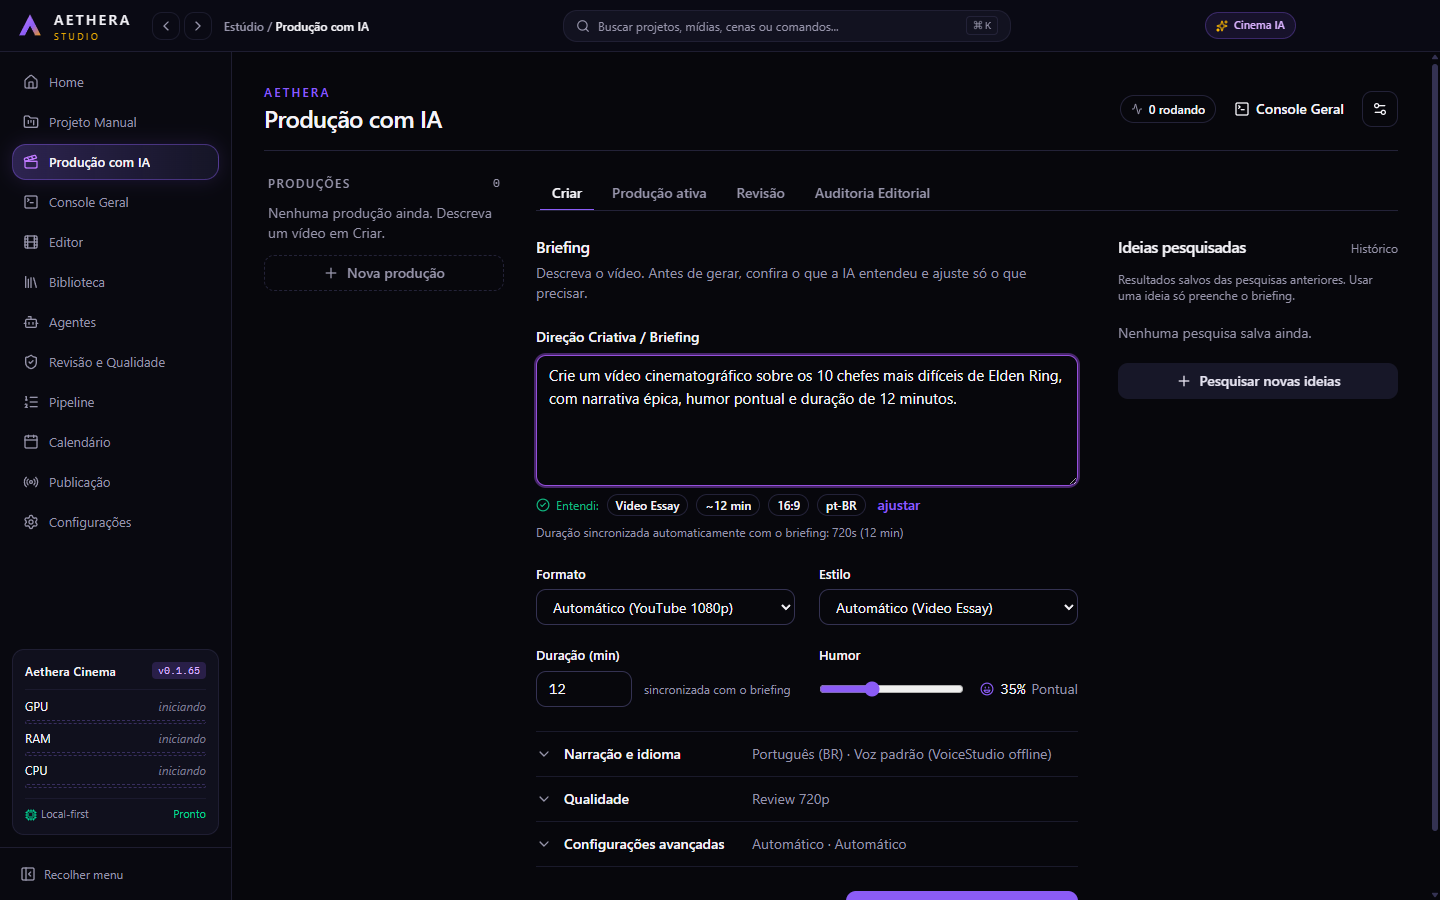 AETHERA
STUDIO
Estúdio / Produção com IA
Buscar projetos, mídias, cenas ou comandos...
⌘ K
Cinema IA
Home
Projeto Manual
Produção com IA
Console Geral
Editor
Biblioteca
Agentes
Revisão e Qualidade
Pipeline
Calendário
Publicação
Configurações
Aethera Cinema
v0.1.65
GPU
iniciando
RAM
iniciando
CPU
iniciando
Local-first
Pronto
Recolher menu
AETHERA
Produção com IA
0 rodando
Console Geral
PRODUÇÕES
0
Nenhuma produção ainda. Descreva
um vídeo em Criar.
+ Nova produção
Criar
Produção ativa
Revisão
Auditoria Editorial
Briefing
Descreva o vídeo. Antes de gerar, confira o que a IA entendeu e ajuste só o que
precisar.
Direção Criativa / Briefing
Crie um vídeo cinematográfico sobre os 10 chefes mais difíceis de Elden Ring,
com narrativa épica, humor pontual e duração de 12 minutos.
Entendi:
Video Essay
~12 min
16:9
pt-BR
ajustar
Duração sincronizada automaticamente com o briefing: 720s (12 min)
Formato
Automático (YouTube 1080p)
Estilo
Automático (Video Essay)
Duração (min)
12
sincronizada com o briefing
Humor
35% Pontual
Narração e idioma
Português (BR) · Voz padrão (VoiceStudio offline)
Qualidade
Review 720p
Configurações avançadas
Automático · Automático
Ideias pesquisadas
Histórico
Resultados salvos das pesquisas anteriores. Usar
uma ideia só preenche o briefing.
Nenhuma pesquisa salva ainda.
+ Pesquisar novas ideias